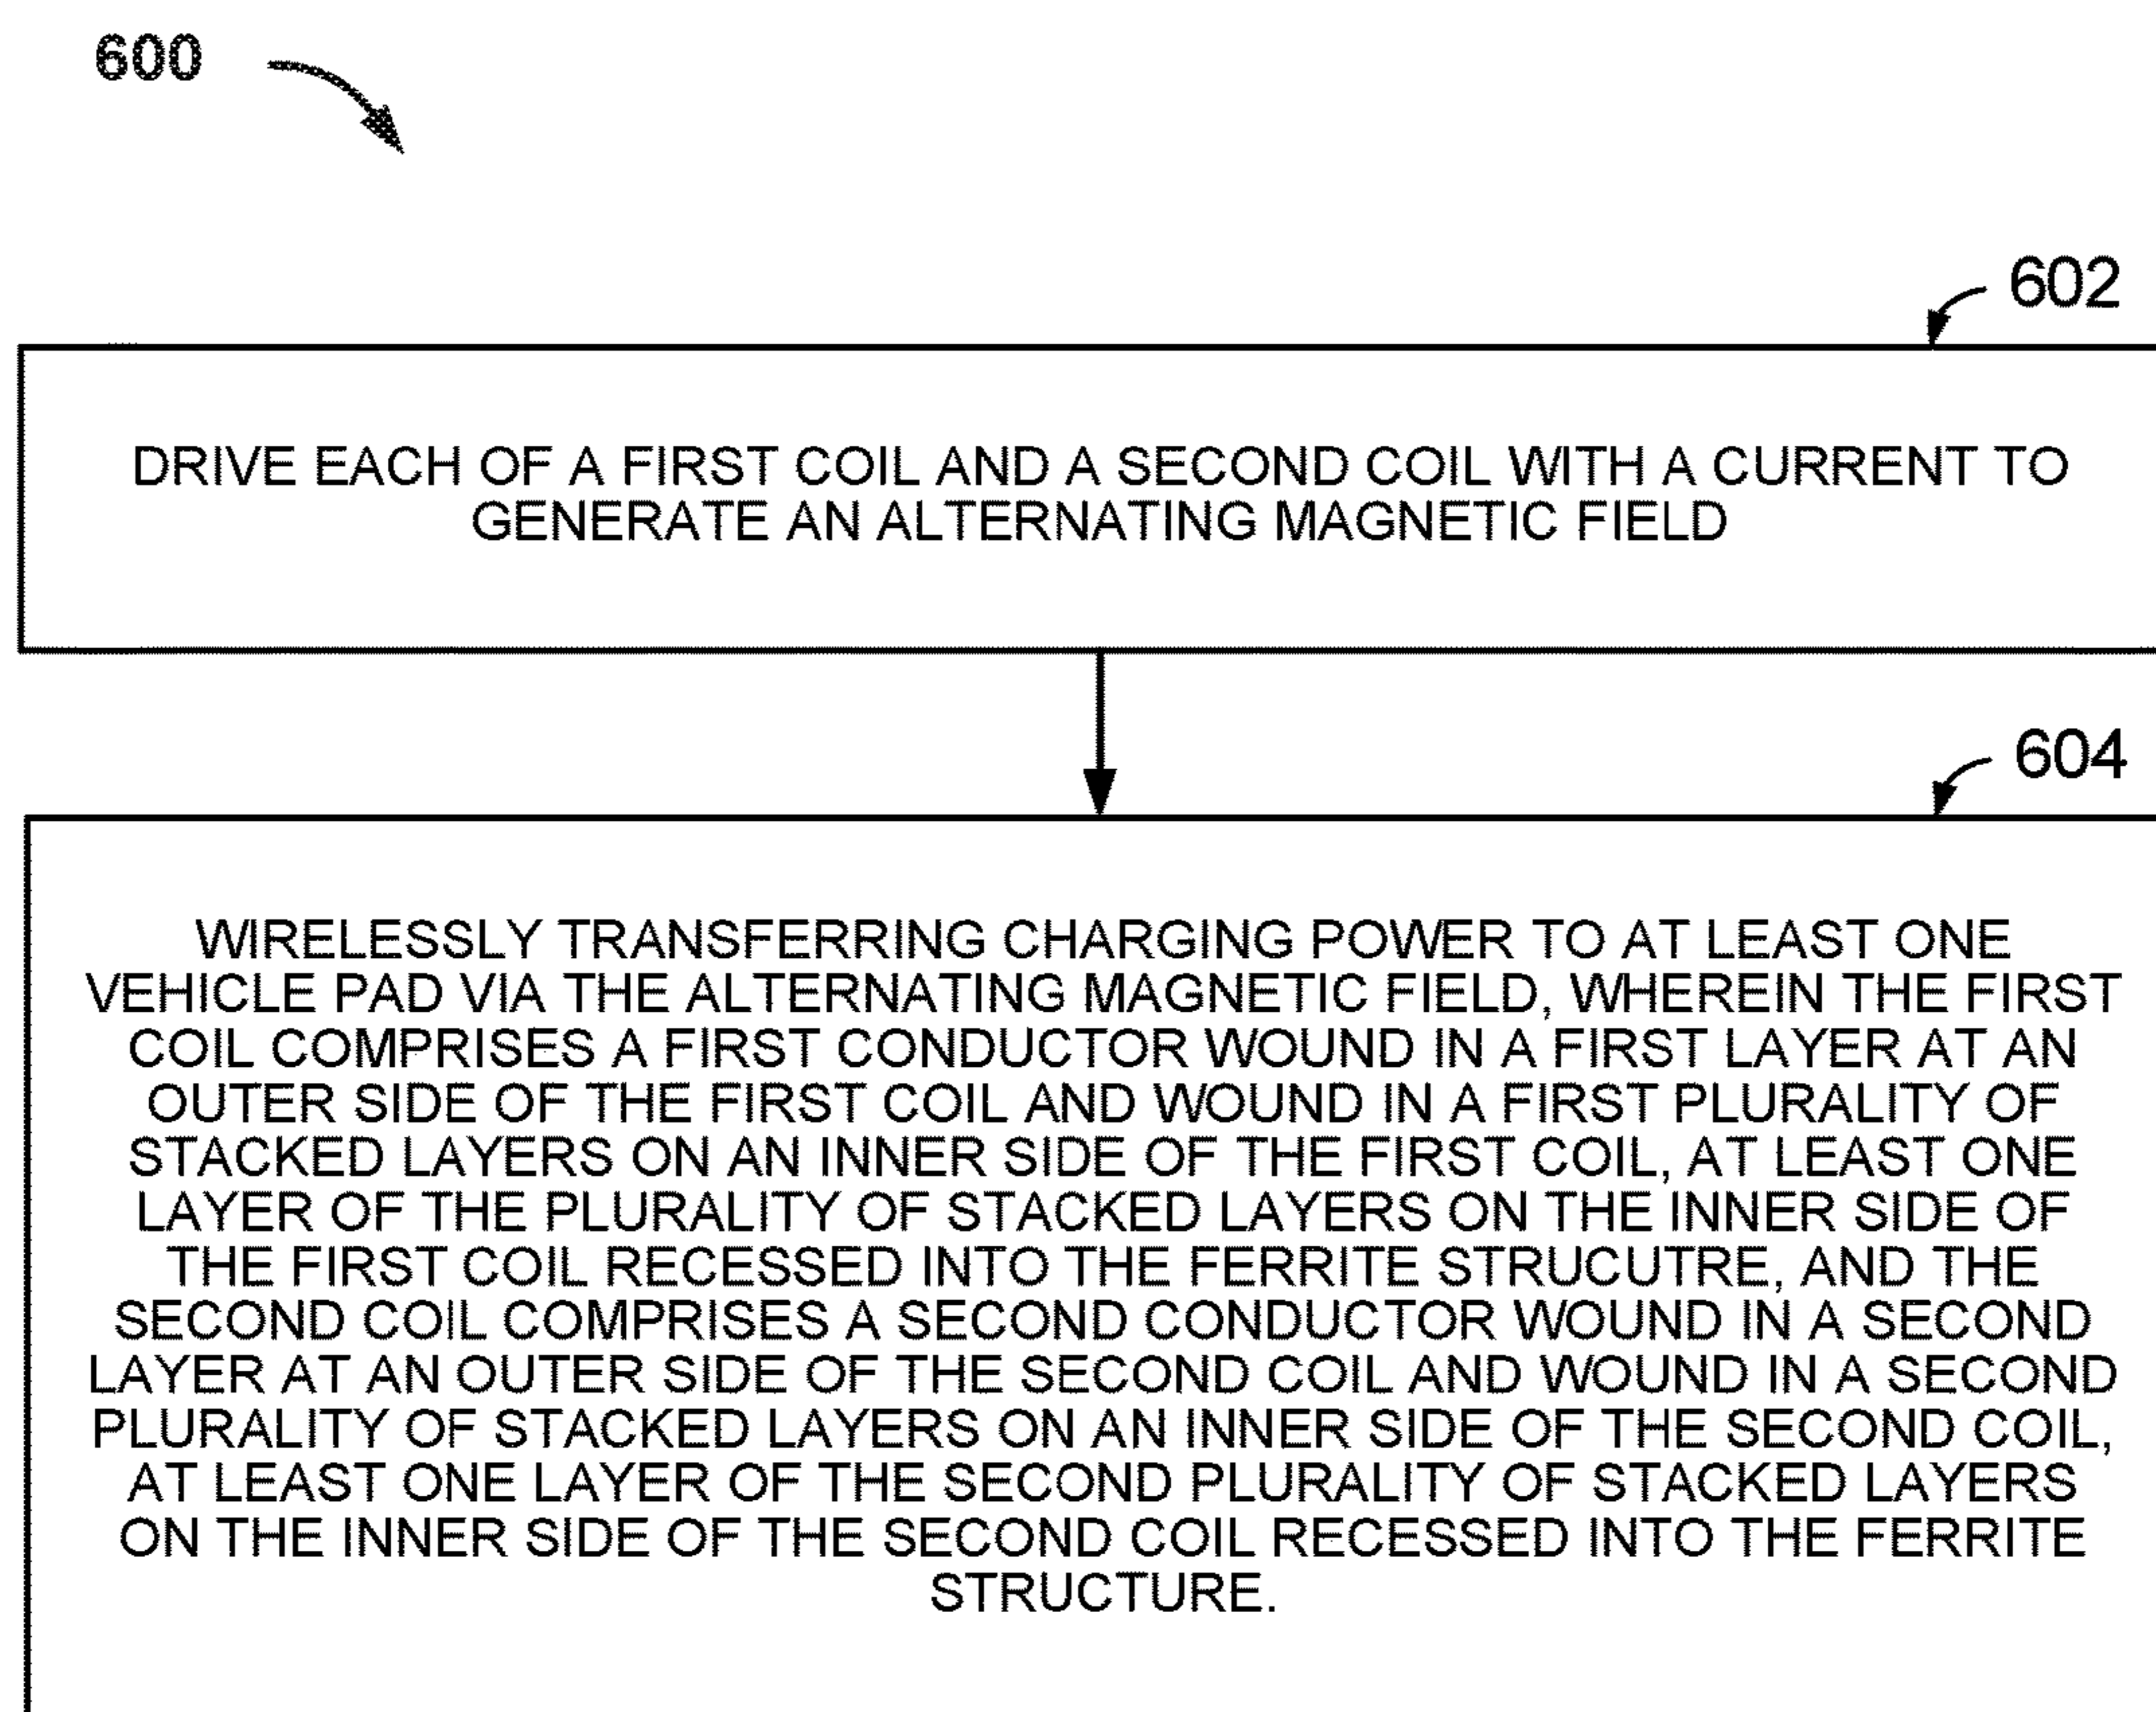 600
602
DRIVE EACH OF A FIRST COIL AND A SECOND COIL WITH A CURRENT TO
GENERATE AN ALTERNATING MAGNETIC FIELD
604
WIRELESSLY TRANSFERRING CHARGING POWER TO AT LEAST ONE
VEHICLE PAD VIA THE ALTERNATING MAGNETIC FIELD, WHEREIN THE FIRST
COIL COMPRISES A FIRST CONDUCTOR WOUND IN A FIRST LAYER AT AN
OUTER SIDE OF THE FIRST COIL AND WOUND IN A FIRST PLURALITY OF
STACKED LAYERS ON AN INNER SIDE OF THE FIRST COIL, AT LEAST ONE
LAYER OF THE PLURALITY OF STACKED LAYERS ON THE INNER SIDE OF
THE FIRST COIL RECESSED INTO THE FERRITE STRUCUTRE, AND THE
SECOND COIL COMPRISES A SECOND CONDUCTOR WOUND IN A SECOND
LAYER AT AN OUTER SIDE OF THE SECOND COIL AND WOUND IN A SECOND
PLURALITY OF STACKED LAYERS ON AN INNER SIDE OF THE SECOND COIL,
AT LEAST ONE LAYER OF THE SECOND PLURALITY OF STACKED LAYERS
ON THE INNER SIDE OF THE SECOND COIL RECESSED INTO THE FERRITE
STRUCTURE.